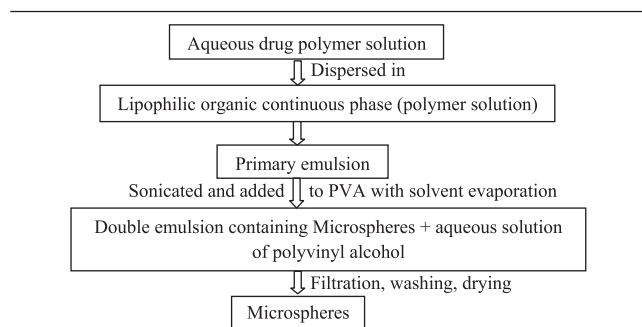 Aqueous drug polymer solution
Dispersed in
Lipophilic organic continuous phase (polymer solution)
Primary emulsion
Sonicated and added to PVA with solvent evaporation
Double emulsion containing Microspheres + aqueous solution
of polyvinyl alcohol
Filtration, washing, drying
Microspheres